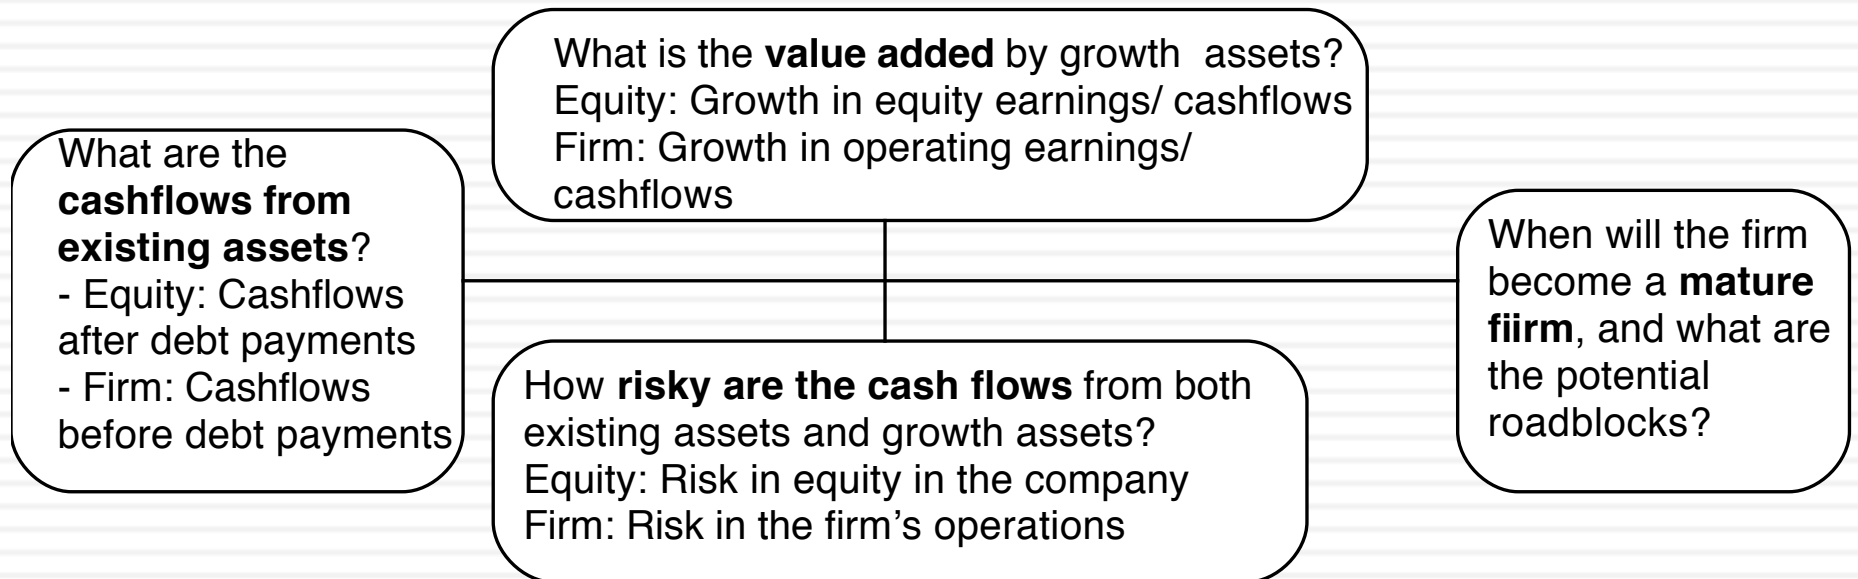 What is the value added by growth assets?
Equity: Growth in equity earnings/ cashflows
Firm: Growth in operating earnings/
cashflows
What are the
cashflows from
existing assets?
- Equity: Cashflows
after debt payments
- Firm: Cashflows
before debt payments
When will the firm
become a mature
fiirm, and what are
the potential
roadblocks?
How risky are the cash flows from both
existing assets and growth assets?
Equity: Risk in equity in the company
Firm: Risk in the firm’s operations